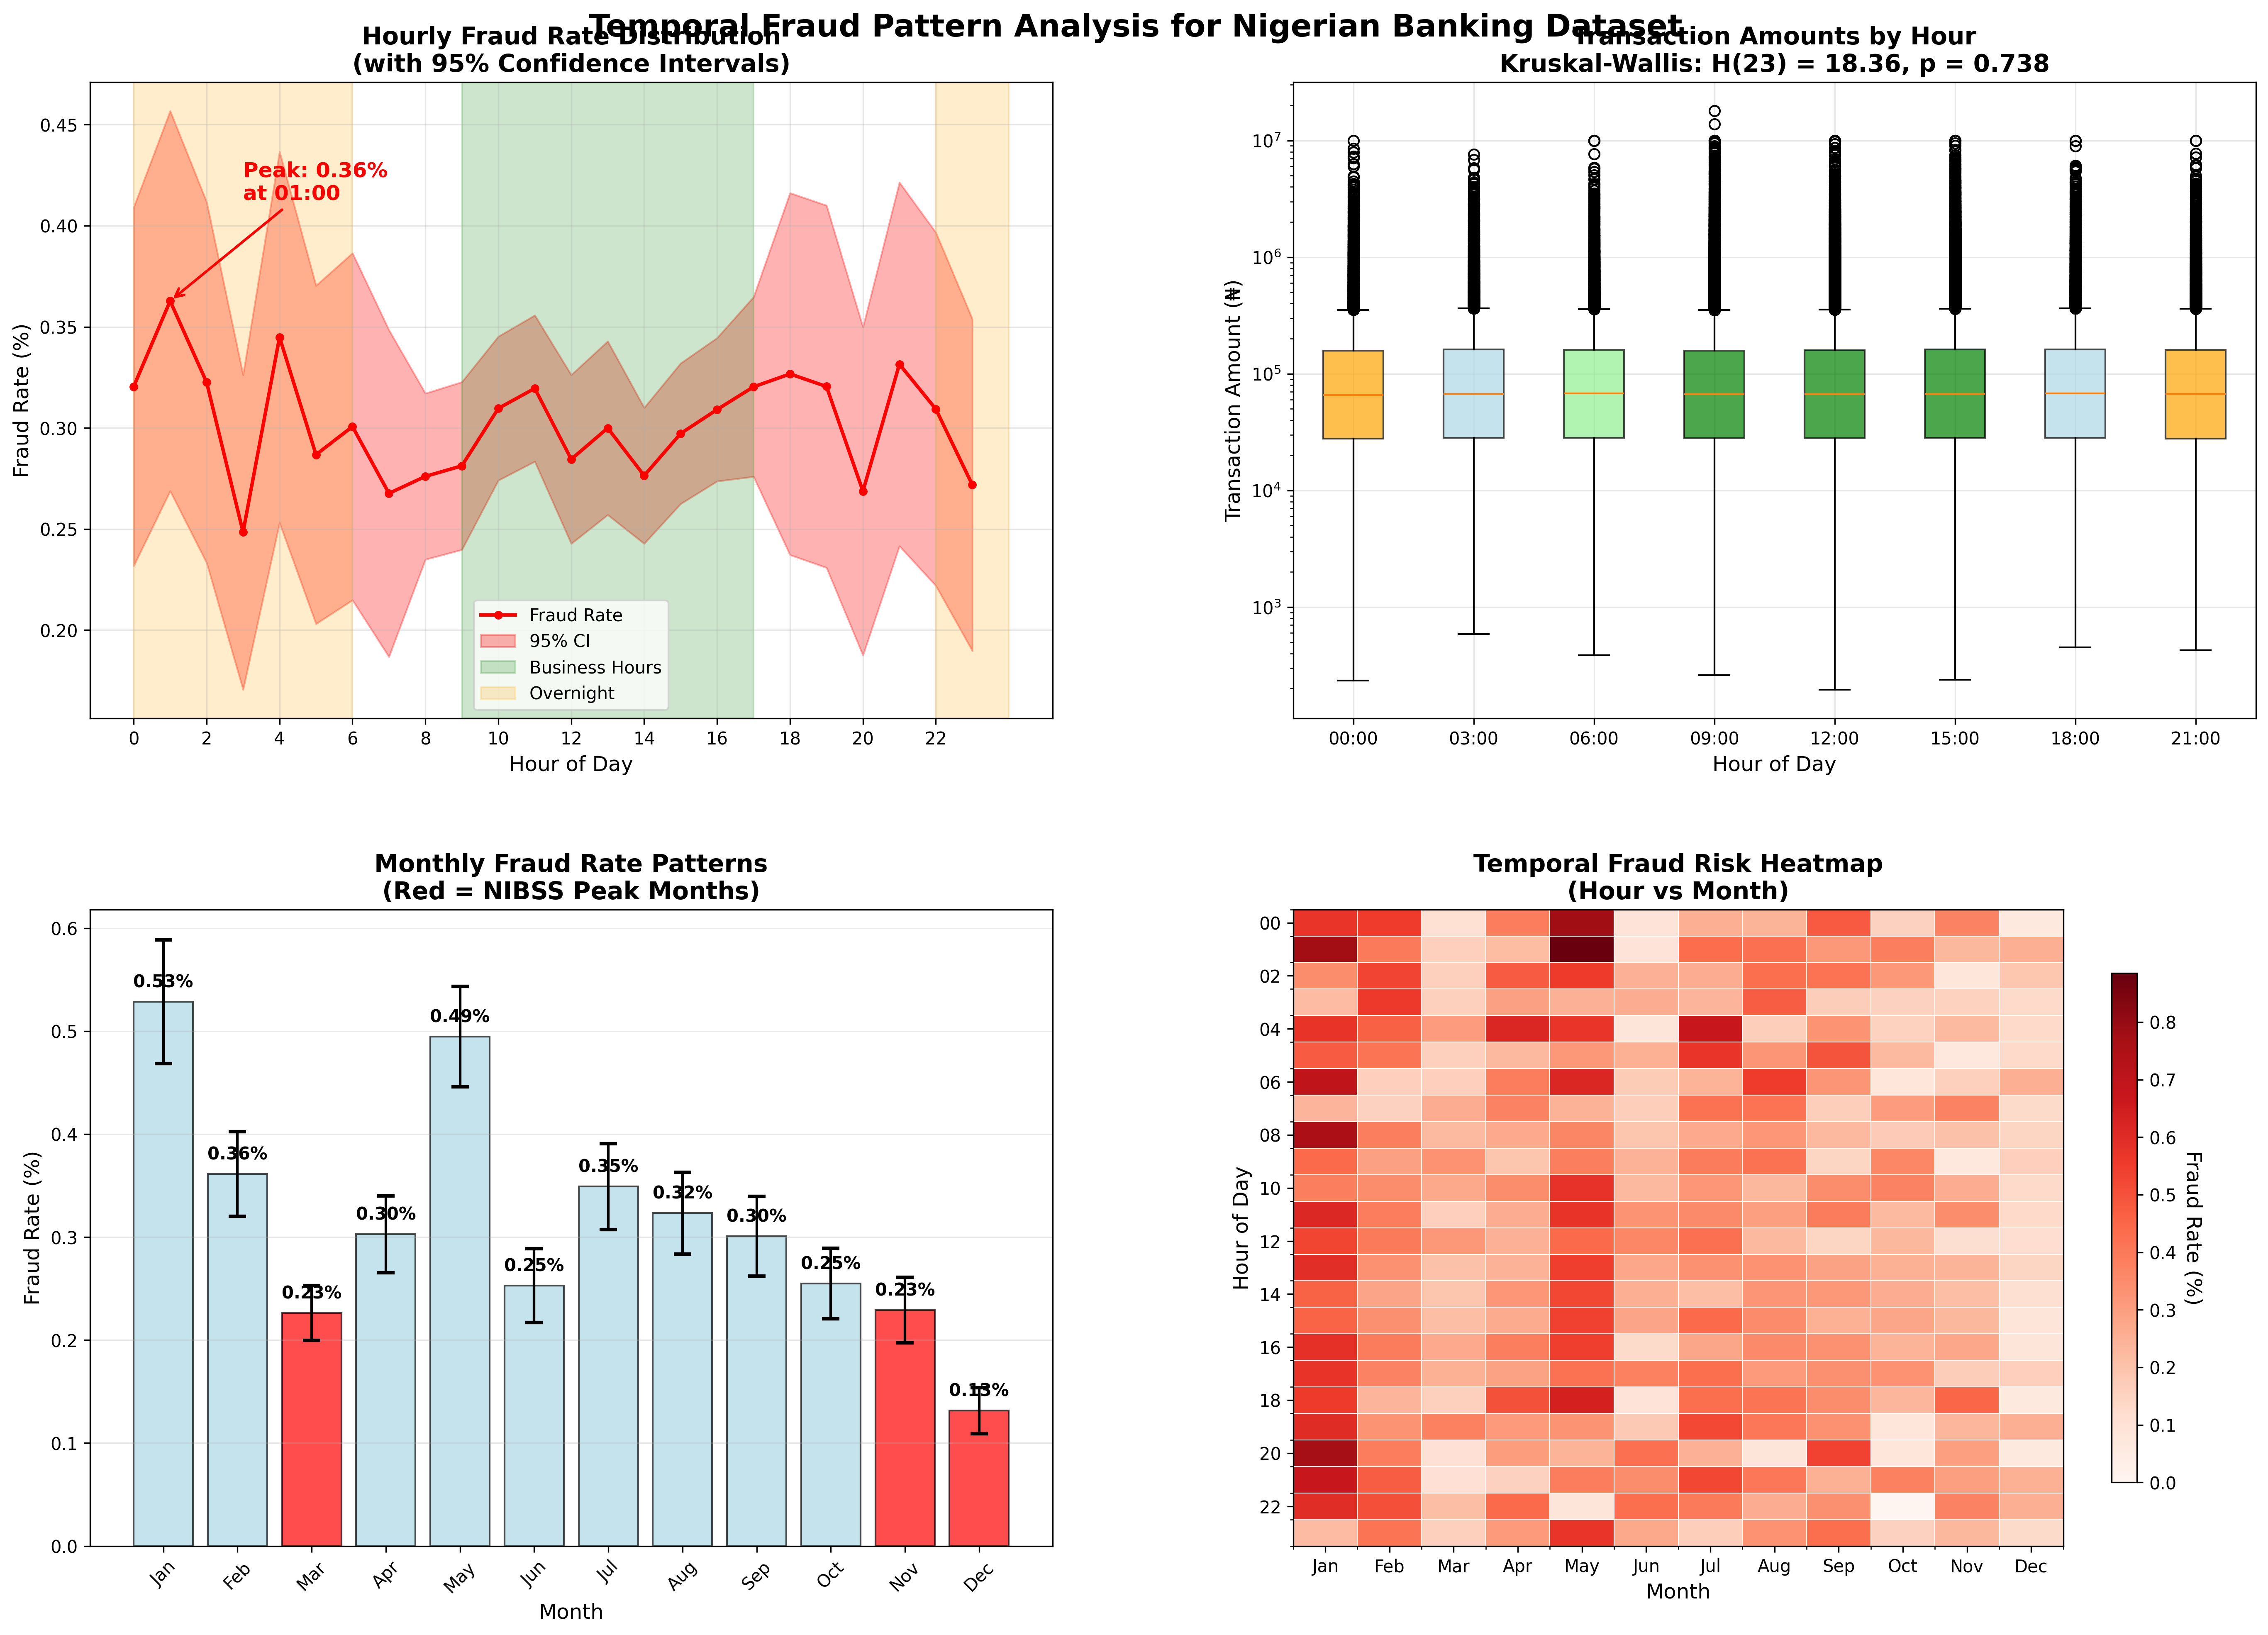 Temporal Fraud Pattern Analysis for Nigerian Banking Dataset
Hourly Fraud Rate Distribution
(with 95% Confidence Intervals)
Fraud Rate (%)
0.45
0.40
0.35
0.30
0.25
0.20
Peak: 0.36%
at 01:00
Fraud Rate
95% CI
Business Hours
Overnight
0 2 4 6 8 10 12 14 16 18 20 22
Hour of Day
Transaction Amounts by Hour
Kruskal-Wallis: H(23) = 18.36, p = 0.738
Transaction Amount (₦)
10⁷
10⁶
10⁵
10⁴
10³
00:00 03:00 06:00 09:00 12:00 15:00 18:00 21:00
Hour of Day
Monthly Fraud Rate Patterns
(Red = NIBSS Peak Months)
Fraud Rate (%)
0.6
0.5
0.4
0.3
0.2
0.1
0.0
0.53%
0.36%
0.23%
0.30%
0.49%
0.25%
0.35%
0.32%
0.30%
0.25%
0.23%
0.13%
Jan Feb Mar Apr May Jun Jul Aug Sep Oct Nov Dec
Month
Temporal Fraud Risk Heatmap
(Hour vs Month)
Hour of Day
00
02
04
06
08
10
12
14
16
18
20
22
Jan Feb Mar Apr May Jun Jul Aug Sep Oct Nov Dec
Month
0.8
0.7
0.6
0.5
0.4
0.3
0.2
0.1
0.0
Fraud Rate (%)